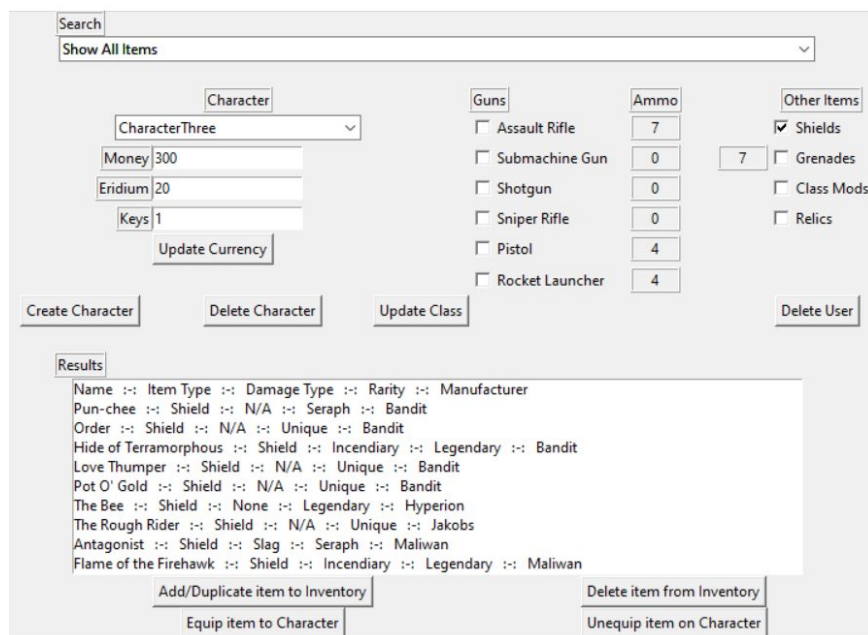 Search
Show All Items
Character Guns Ammo Other Items
CharacterThree Assault Rifle 7 Shields
Money 300 Submachine Gun 0 7 Grenades
Eridium 20 Shotgun 0 Class Mods
Keys 1 Sniper Rifle 0 Relics
Update Currency Pistol 4
Rocket Launcher 4
Create Character Delete Character Update Class Delete User
Results
Name :-: Item Type :-: Damage Type :-: Rarity :-: Manufacturer
Pun-chee :-: Shield :-: N/A :-: Seraph :-: Bandit
Order :-: Shield :-: N/A :-: Unique :-: Bandit
Hide of Terramorphous :-: Shield :-: Incendiary :-: Legendary :-: Bandit
Love Thumper :-: Shield :-: N/A :-: Unique :-: Bandit
Pot O' Gold :-: Shield :-: N/A :-: Unique :-: Bandit
The Bee :-: Shield :-: None :-: Legendary :-: Hyperion
The Rough Rider :-: Shield :-: N/A :-: Unique :-: Jakobs
Antagonist :-: Shield :-: Slag :-: Seraph :-: Maliwan
Flame of the Firehawk :-: Shield :-: Incendiary :-: Legendary :-: Maliwan
Add/Duplicate item to Inventory Delete item from Inventory
Equip item to Character Unequip item on Character